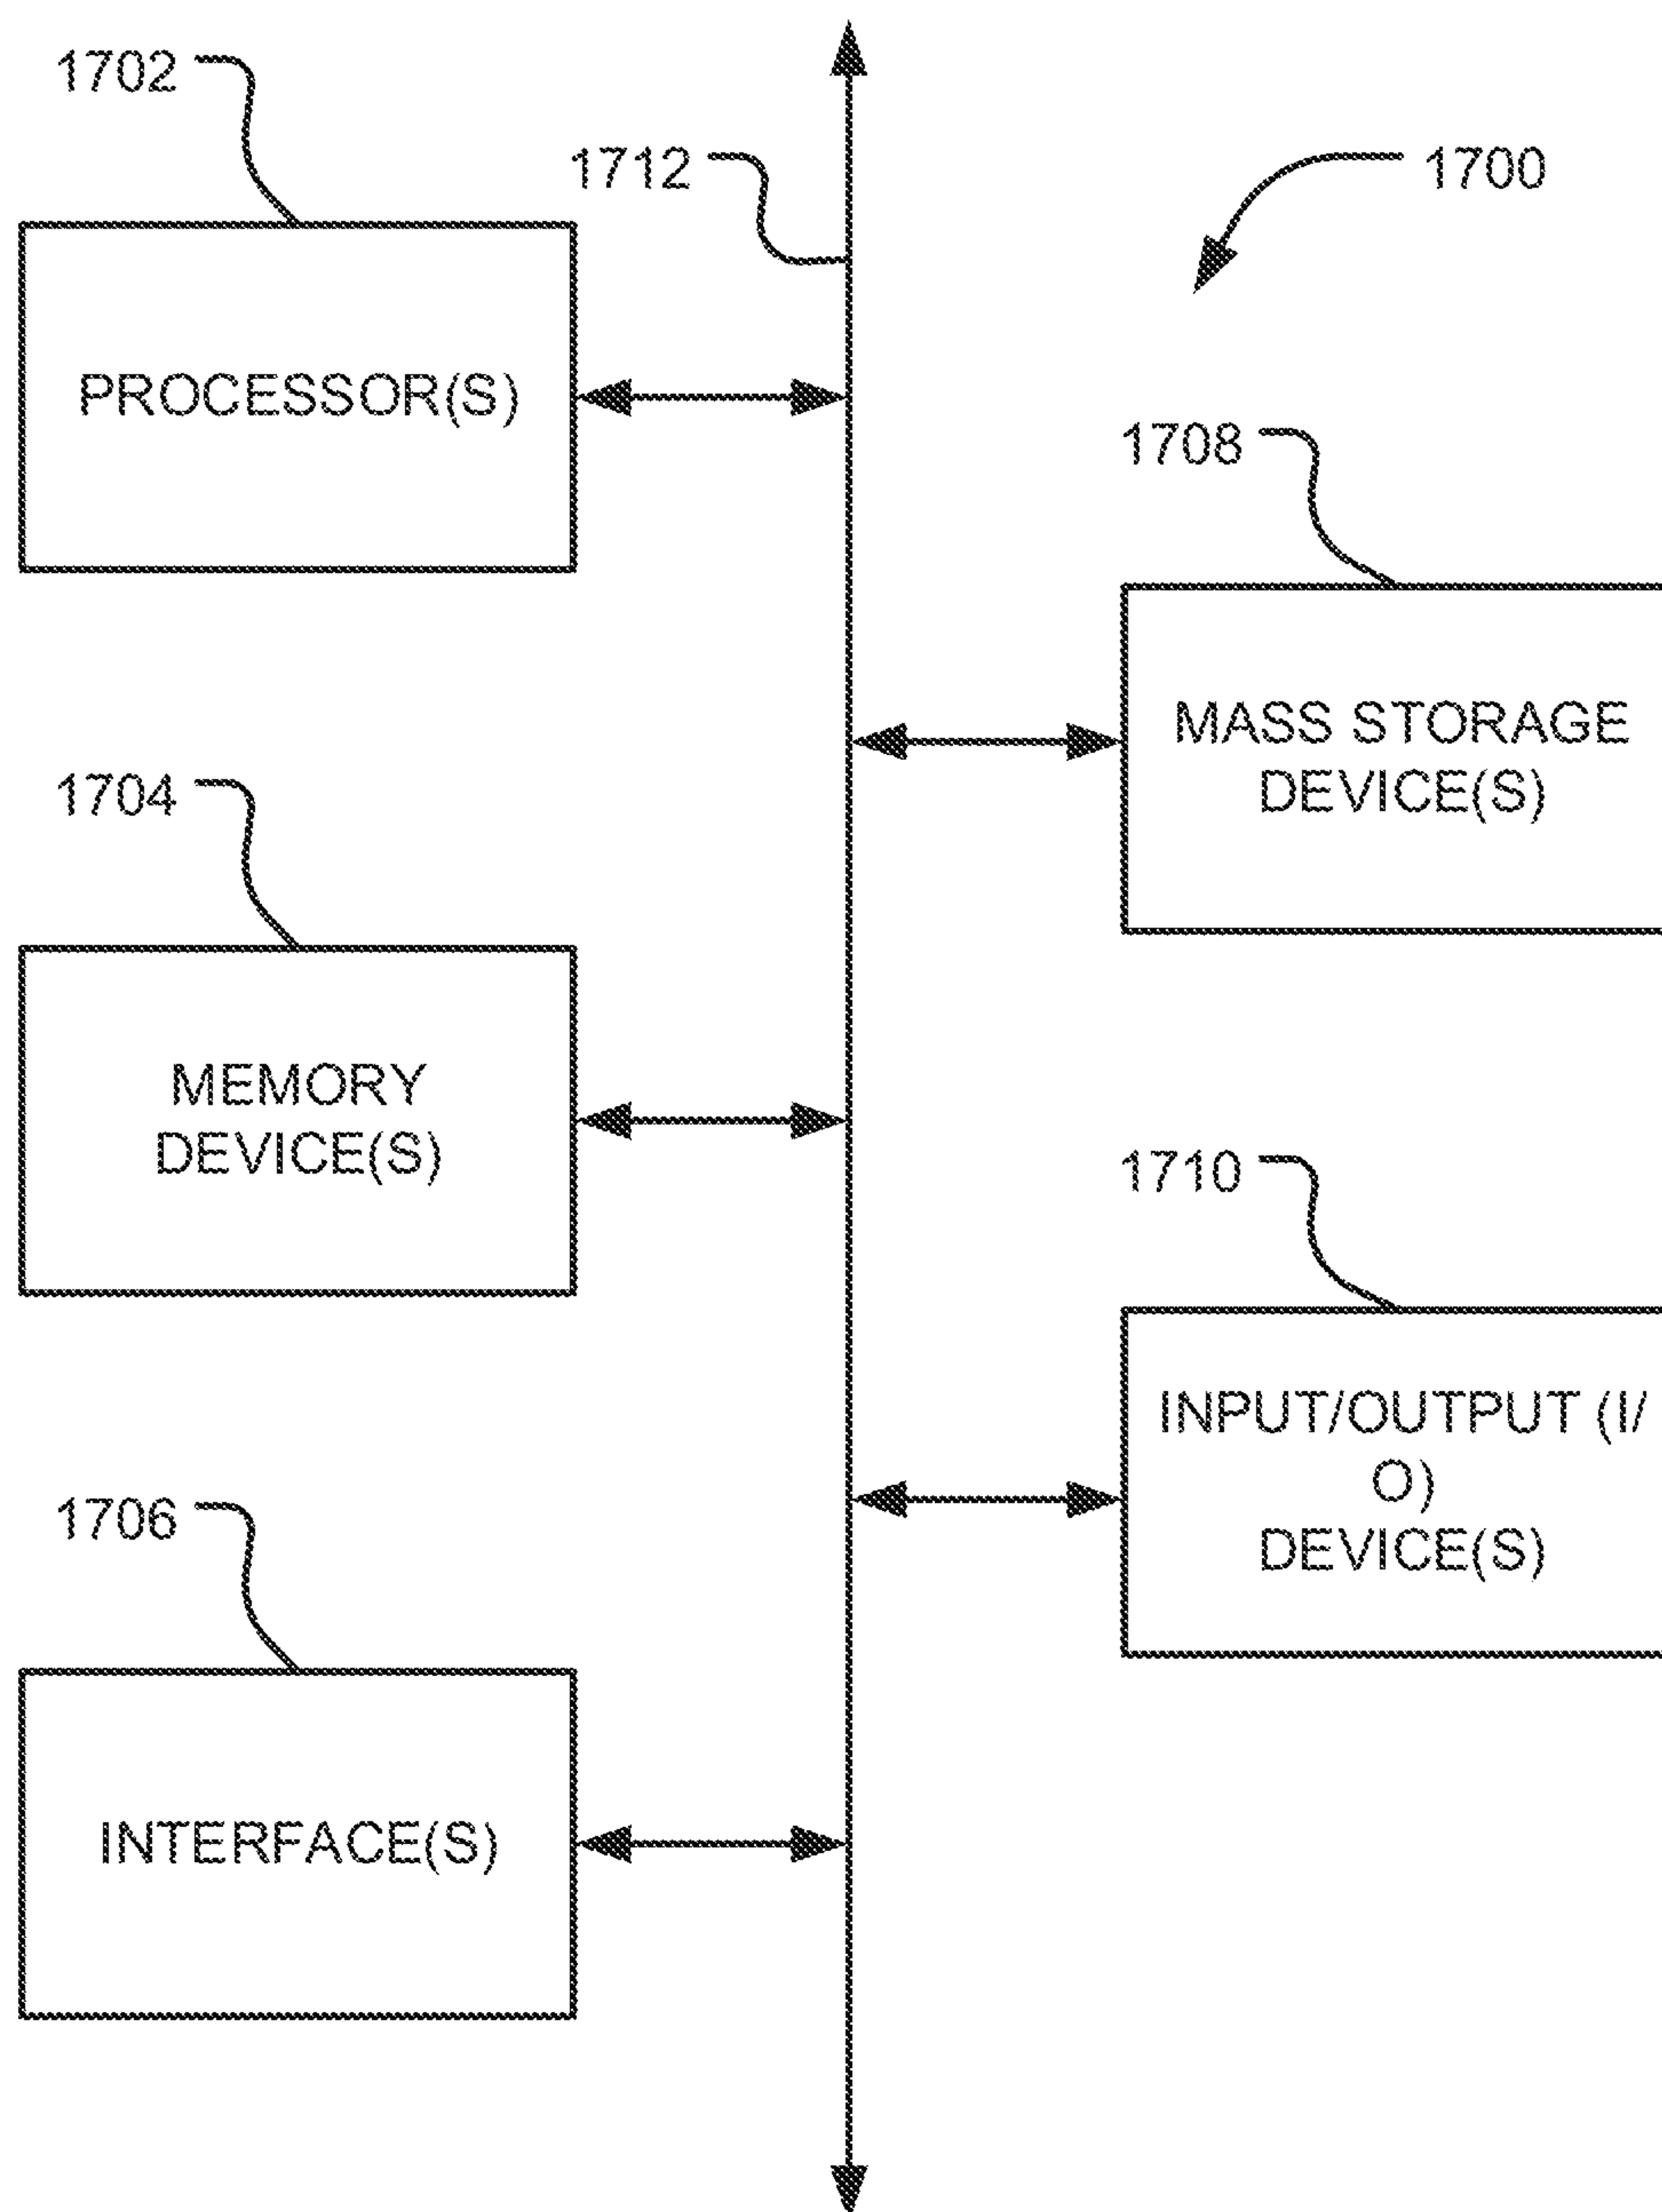 1702
1712
1700
PROCESSOR(S)
1708
MASS STORAGE
DEVICE(S)
1704
MEMORY
DEVICE(S)
1710
INPUT/OUTPUT (I/
O)
DEVICE(S)
1706
INTERFACE(S)